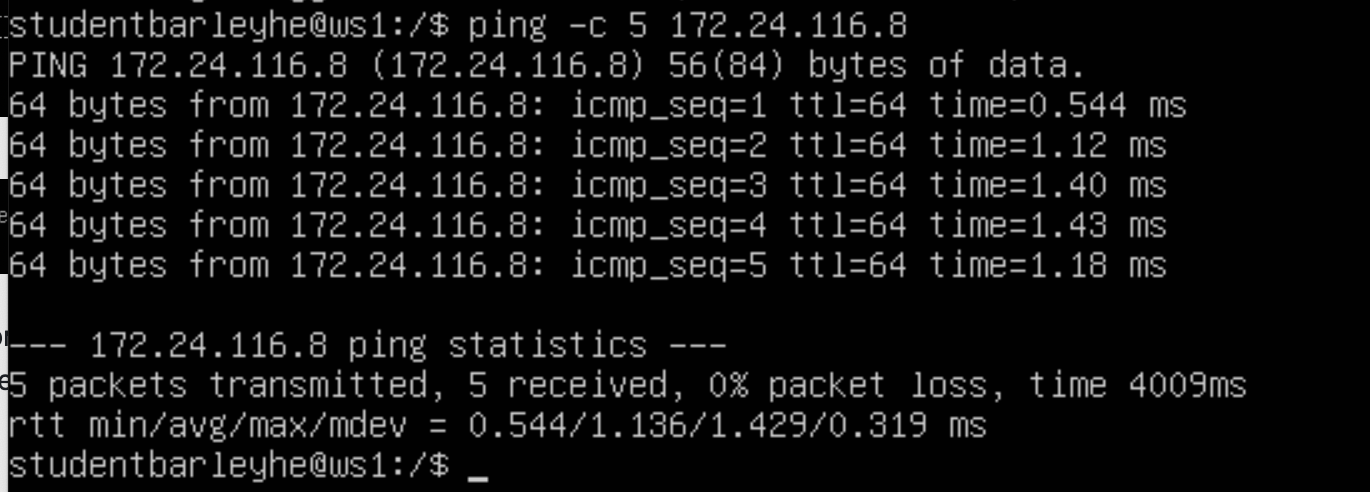 studentbarleyhe@ws1:/$ ping -c 5 172.24.116.8
PING 172.24.116.8 (172.24.116.8) 56(84) bytes of data.
64 bytes from 172.24.116.8: icmp_seq=1 ttl=64 time=0.544 ms
64 bytes from 172.24.116.8: icmp_seq=2 ttl=64 time=1.12 ms
64 bytes from 172.24.116.8: icmp_seq=3 ttl=64 time=1.40 ms
64 bytes from 172.24.116.8: icmp_seq=4 ttl=64 time=1.43 ms
64 bytes from 172.24.116.8: icmp_seq=5 ttl=64 time=1.18 ms

--- 172.24.116.8 ping statistics ---
5 packets transmitted, 5 received, 0% packet loss, time 4009ms
rtt min/avg/max/mdev = 0.544/1.136/1.429/0.319 ms
studentbarleyhe@ws1:/$ _